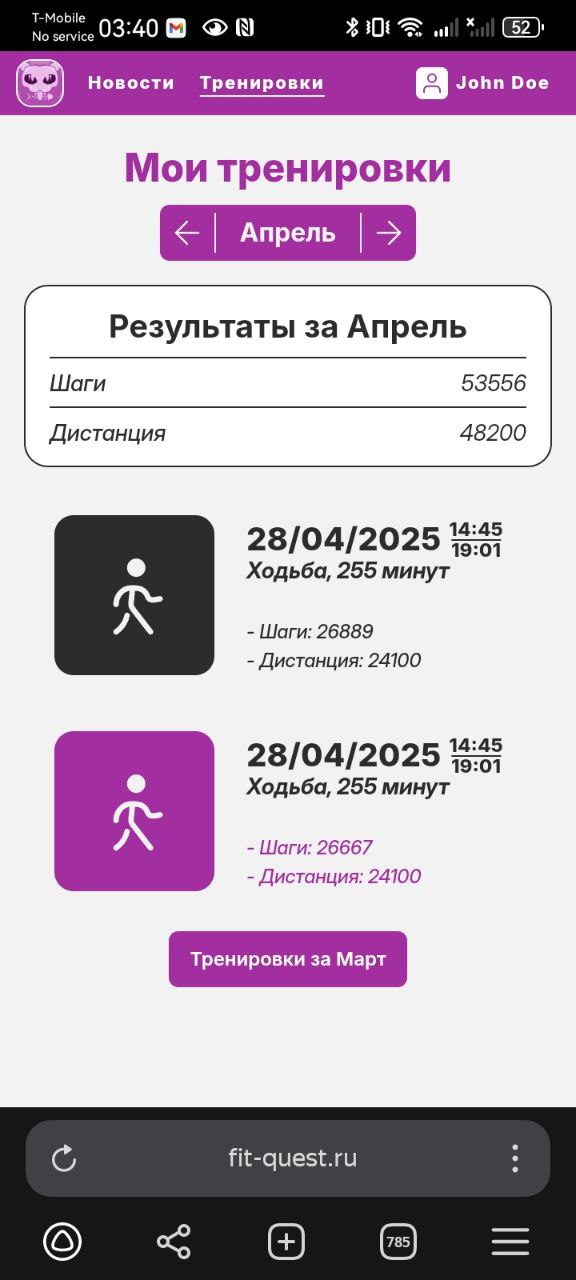 T-Mobile
No service
03:40
52
Новости
Тренировки
John Doe
Мои тренировки
Апрель
Результаты за Апрель
Шаги 53556
Дистанция 48200
28/04/2025 14:45
19:01
Ходьба, 255 минут
- Шаги: 26889
- Дистанция: 24100
28/04/2025 14:45
19:01
Ходьба, 255 минут
- Шаги: 26667
- Дистанция: 24100
Тренировки за Март
fit-quest.ru
785